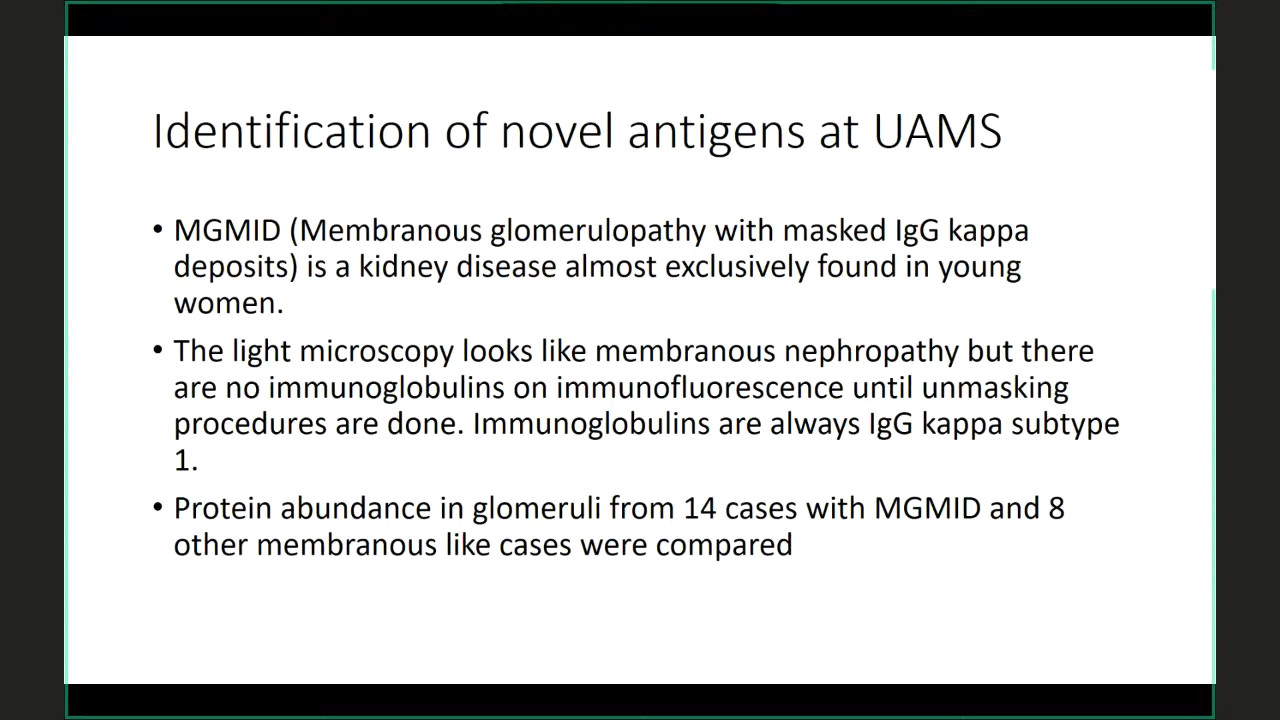 Identification of novel antigens at UAMS
• MGMID (Membranous glomerulopathy with masked IgG kappa
deposits) is a kidney disease almost exclusively found in young
women.
• The light microscopy looks like membranous nephropathy but there
are no immunoglobulins on immunofluorescence until unmasking
procedures are done. Immunoglobulins are always IgG kappa subtype
1.
• Protein abundance in glomeruli from 14 cases with MGMID and 8
other membranous like cases were compared